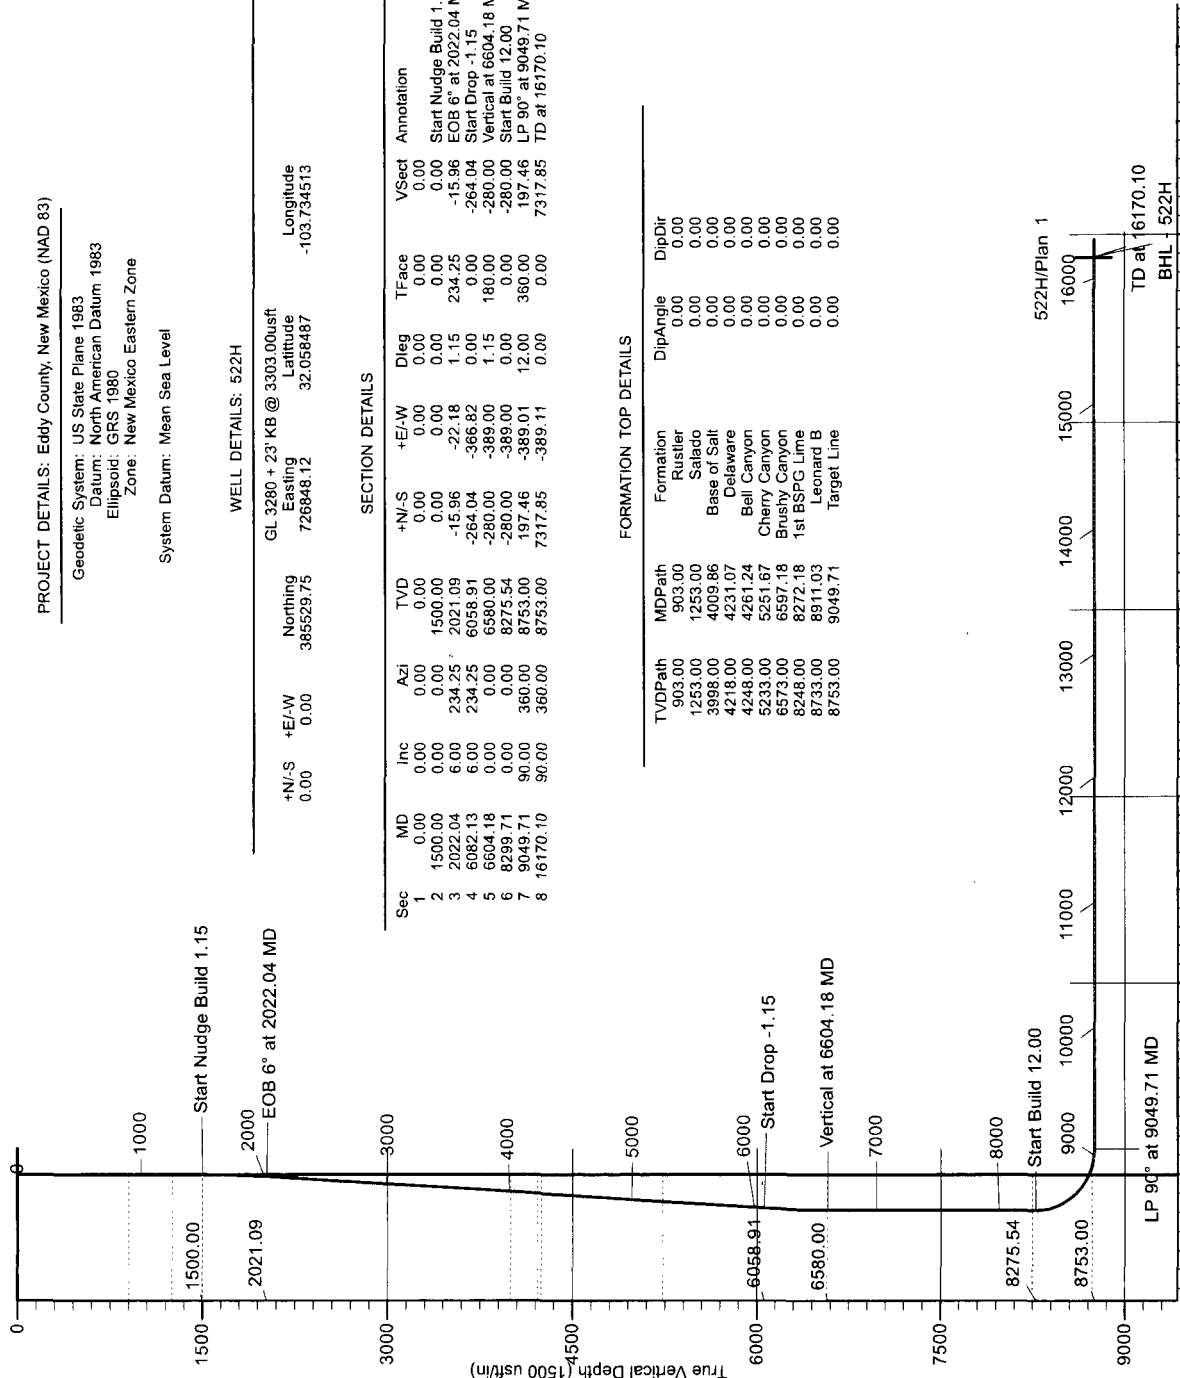 PROJECT DETAILS: Eddy County, New Mexico (NAD 83)
Geodetic System: US State Plane 1983
Datum: North American Datum 1983
Ellipsoid: GRS 1980
Zone: New Mexico Eastern Zone
System Datum: Mean Sea Level
WELL DETAILS: 522H
GL 3280 + 23' KB @ 3303.00usft
+N/-S +E/-W Northing Easting Latittude Longitude
0.00 0.00 385529.75 726848.12 32.058487 -103.734513
SECTION DETAILS
Sec MD Inc Azi TVD +N/-S +E/-W Dleg TFace VSect Annotation
1 0.00 0.00 0.00 0.00 0.00 0.00 0.00 0.00 0.00
2 1500.00 0.00 0.00 1500.00 0.00 0.00 0.00 0.00 0.00 Start Nudge Build 1.
3 2022.04 6.00 234.25 2021.09 -15.96 -22.18 1.15 234.25 -15.96 EOB 6° at 2022.04 M
4 6082.13 6.00 234.25 6058.91 -264.04 -366.82 0.00 0.00 -264.04 Start Drop -1.15
5 6604.18 0.00 0.00 6580.00 -280.00 -389.00 1.15 180.00 -280.00 Vertical at 6604.18 M
6 8299.71 0.00 0.00 8275.54 -280.00 -389.00 0.00 0.00 -280.00 Start Build 12.00
7 9049.71 90.00 360.00 8753.00 197.46 -389.01 12.00 360.00 197.46 LP 90° at 9049.71 M
8 16170.10 90.00 360.00 8753.00 7317.85 -389.11 0.00 0.00 7317.85 TD at 16170.10
FORMATION TOP DETAILS
TVDPath MDPath Formation DipAngle DipDir
903.00 903.00 Rustler 0.00 0.00
1253.00 1253.00 Salado 0.00 0.00
3998.00 4009.86 Base of Salt 0.00 0.00
4218.00 4231.07 Delaware 0.00 0.00
4248.00 4261.24 Bell Canyon 0.00 0.00
5233.00 5251.67 Cherry Canyon 0.00 0.00
6573.00 6597.18 Brushy Canyon 0.00 0.00
8248.00 8272.18 1st BSPG Lime 0.00 0.00
8733.00 8911.03 Leonard B 0.00 0.00
8753.00 9049.71 Target Line 0.00 0.00
True Vertical Depth (1500 usft/in)
0
1500
3000
4500
6000
7500
9000
1500.00
2021.09
6058.91
6580.00
8275.54
8753.00
0
1000
Start Nudge Build 1.15
2000
EOB 6° at 2022.04 MD
4000
5000
6000
Start Drop -1.15
Vertical at 6604.18 MD
7000
8000
Start Build 12.00
9000
LP 90° at 9049.71 MD
10000
11000
12000
13000
14000
15000
16000
522H/Plan 1
TD at 16170.10
BHL - 522H